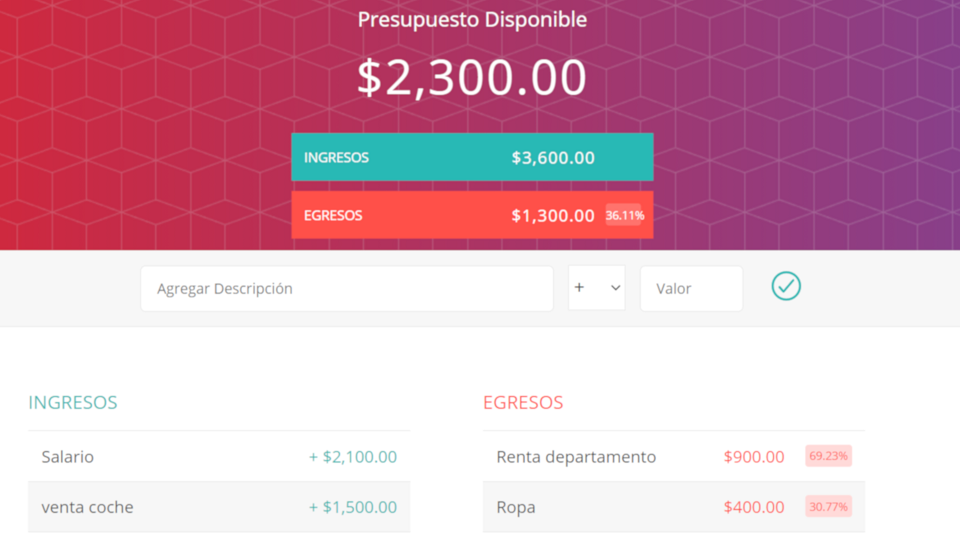 Presupuesto Disponible
$2,300.00
INGRESOS $3,600.00
EGRESOS $1,300.00 36.11%
Agregar Descripción + Valor
INGRESOS
Salario + $2,100.00
venta coche + $1,500.00
EGRESOS
Renta departamento $900.00 69.23%
Ropa $400.00 30.77%